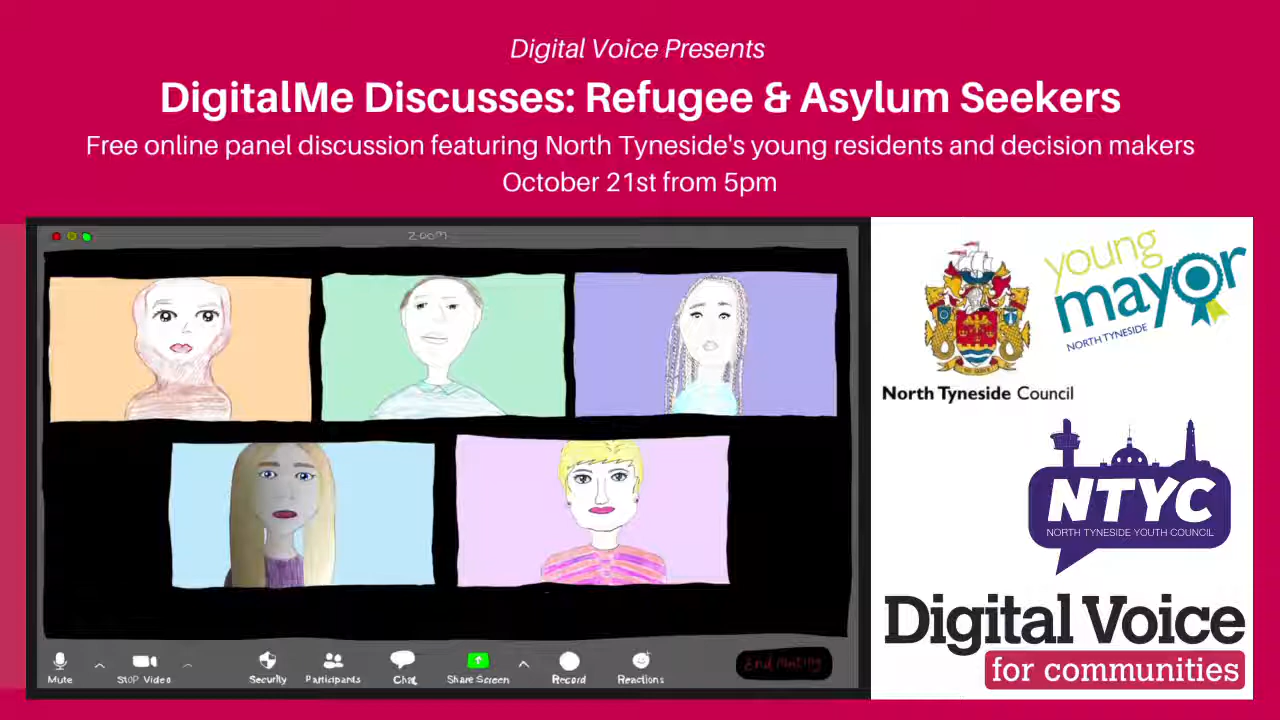 Digital Voice Presents
DigitalMe Discusses: Refugee & Asylum Seekers
Free online panel discussion featuring North Tyneside's young residents and decision makers
October 21st from 5pm
Zoom
Mute
Stop Video
Security
Participants
Chat
Share Screen
Record
Reactions
End Meeting
North Tyneside Council
young
mayor
NORTH TYNESIDE
NTYC
NORTH TYNESIDE YOUTH COUNCIL
Digital Voice
for communities